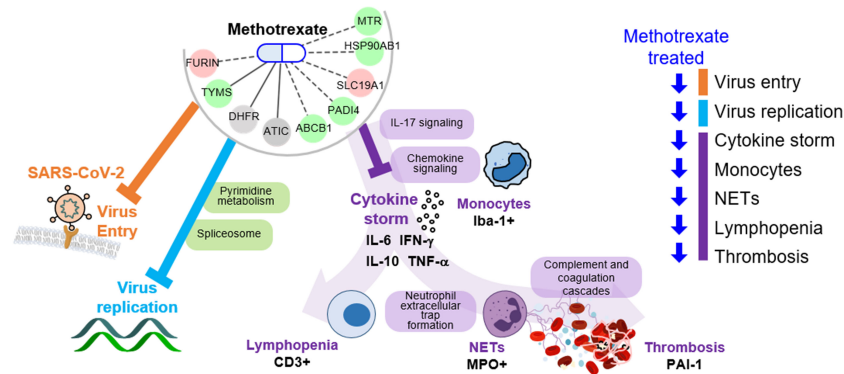 Methotrexate
MTR
HSP90AB1
FURIN
SLC19A1
TYMS
PADI4
DHFR
ATIC
ABCB1
IL-17 signaling
Chemokine
signaling
SARS-CoV-2
Virus
Entry
Pyrimidine
metabolism
Spliceosome
Cytokine
storm
Monocytes
Iba-1+
IL-6 IFN-γ
IL-10 TNF-α
Virus
replication
Complement and
coagulation
cascades
Neutrophil
extracellular
trap
formation
Lymphopenia
CD3+
NETs
MPO+
Thrombosis
PAI-1
Methotrexate
treated
Virus entry
Virus replication
Cytokine storm
Monocytes
NETs
Lymphopenia
Thrombosis